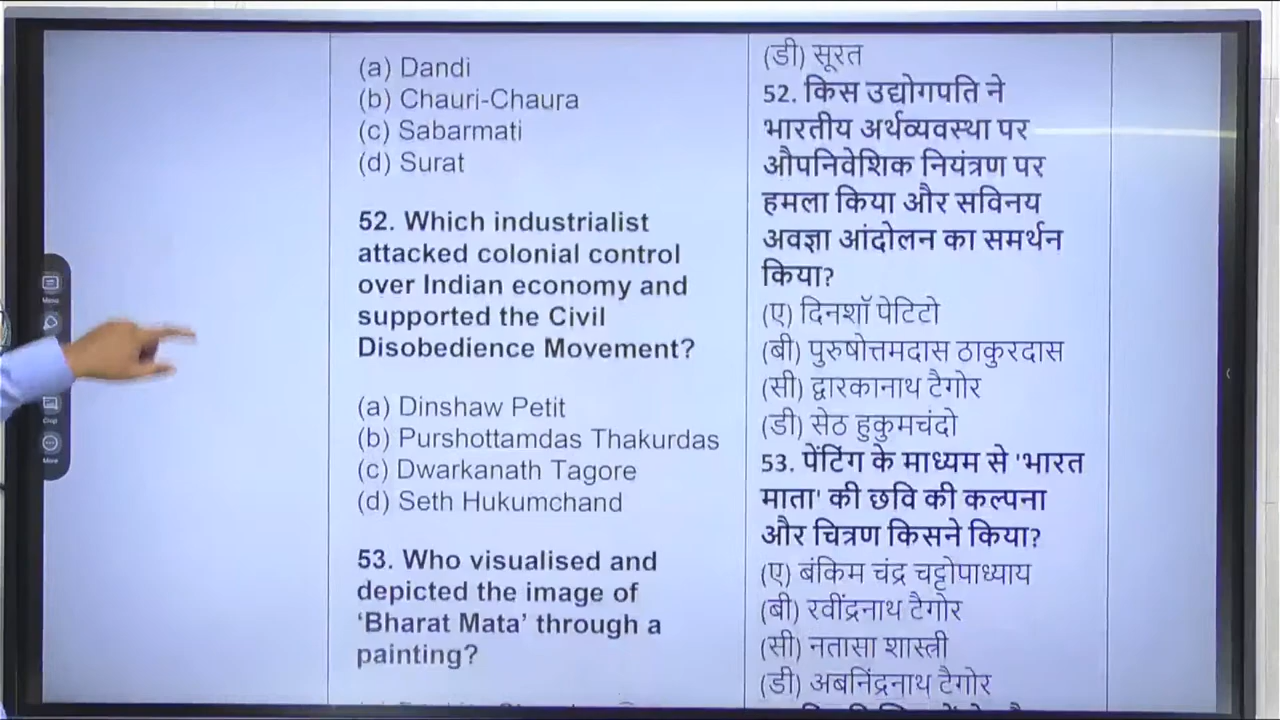 (a) Dandi
(b) Chauri-Chaura
(c) Sabarmati
(d) Surat
52. Which industrialist
attacked colonial control
over Indian economy and
supported the Civil
Disobedience Movement?
(a) Dinshaw Petit
(b) Purshottamdas Thakurdas
(c) Dwarkanath Tagore
(d) Seth Hukumchand
53. Who visualised and
depicted the image of
‘Bharat Mata’ through a
painting?
(डी) सूरत
52. किस उद्योगपति ने
भारतीय अर्थव्यवस्था पर
औपनिवेशिक नियंत्रण पर
हमला किया और सविनय
अवज्ञा आंदोलन का समर्थन
किया?
(ए) दिनशॉ पेटिटो
(बी) पुरुषोत्तमदास ठाकुरदास
(सी) द्वारकानाथ टैगोर
(डी) सेठ हुकुमचंदो
53. पेंटिंग के माध्यम से 'भारत
माता' की छवि की कल्पना
और चित्रण किसने किया?
(ए) बंकिम चंद्र चट्टोपाध्याय
(बी) रवींद्रनाथ टैगोर
(सी) नतासा शास्त्री
(डी) अबनिंद्रनाथ टैगोर
Menu
Crop
More